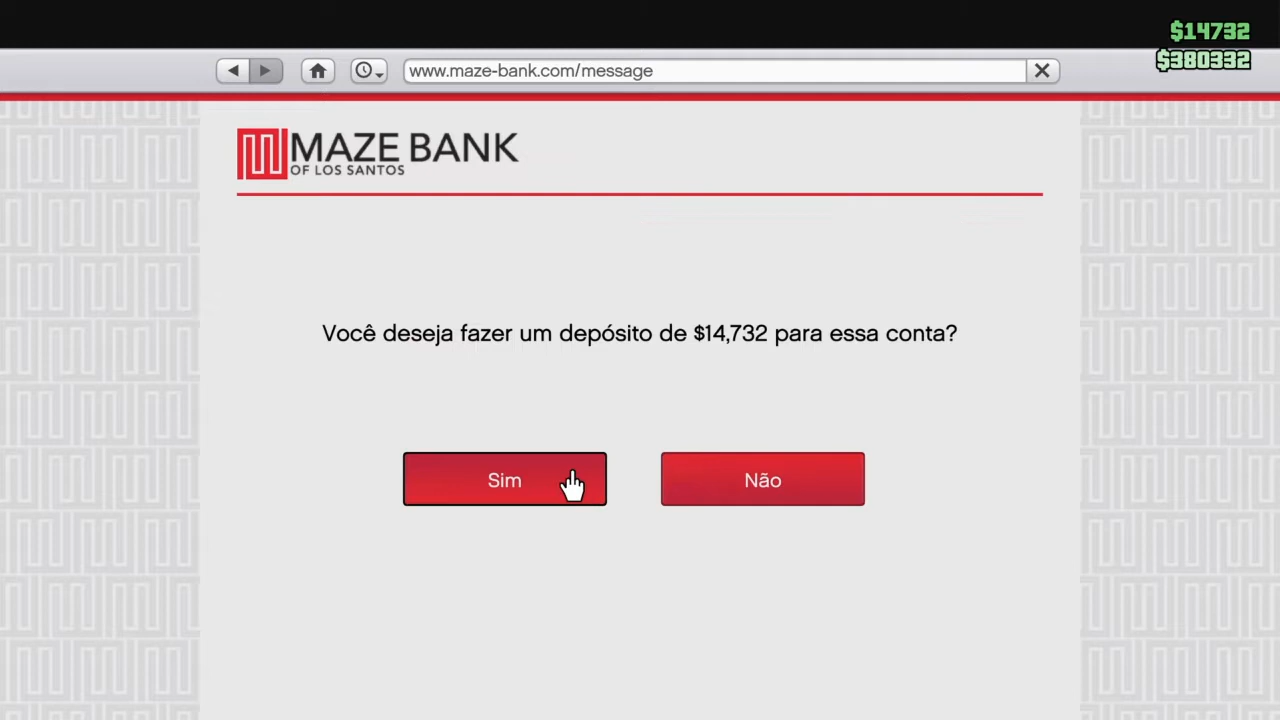 $14732
$380332
www.maze-bank.com/message
MAZE BANK
OF LOS SANTOS
Você deseja fazer um depósito de $14,732 para essa conta?
Sim
Não